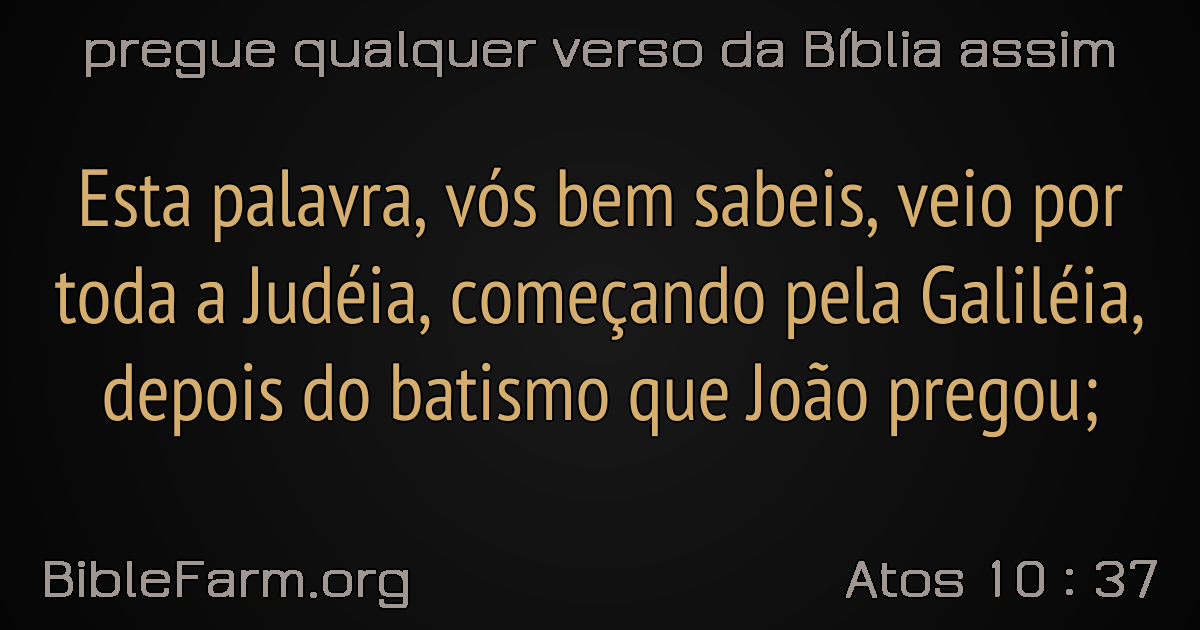 pregue qualquer verso da Bíblia assim
Esta palavra, vós bem sabeis, veio por
toda a Judéia, começando pela Galiléia,
depois do batismo que João pregou;
BibleFarm.org
Atos 10 : 37